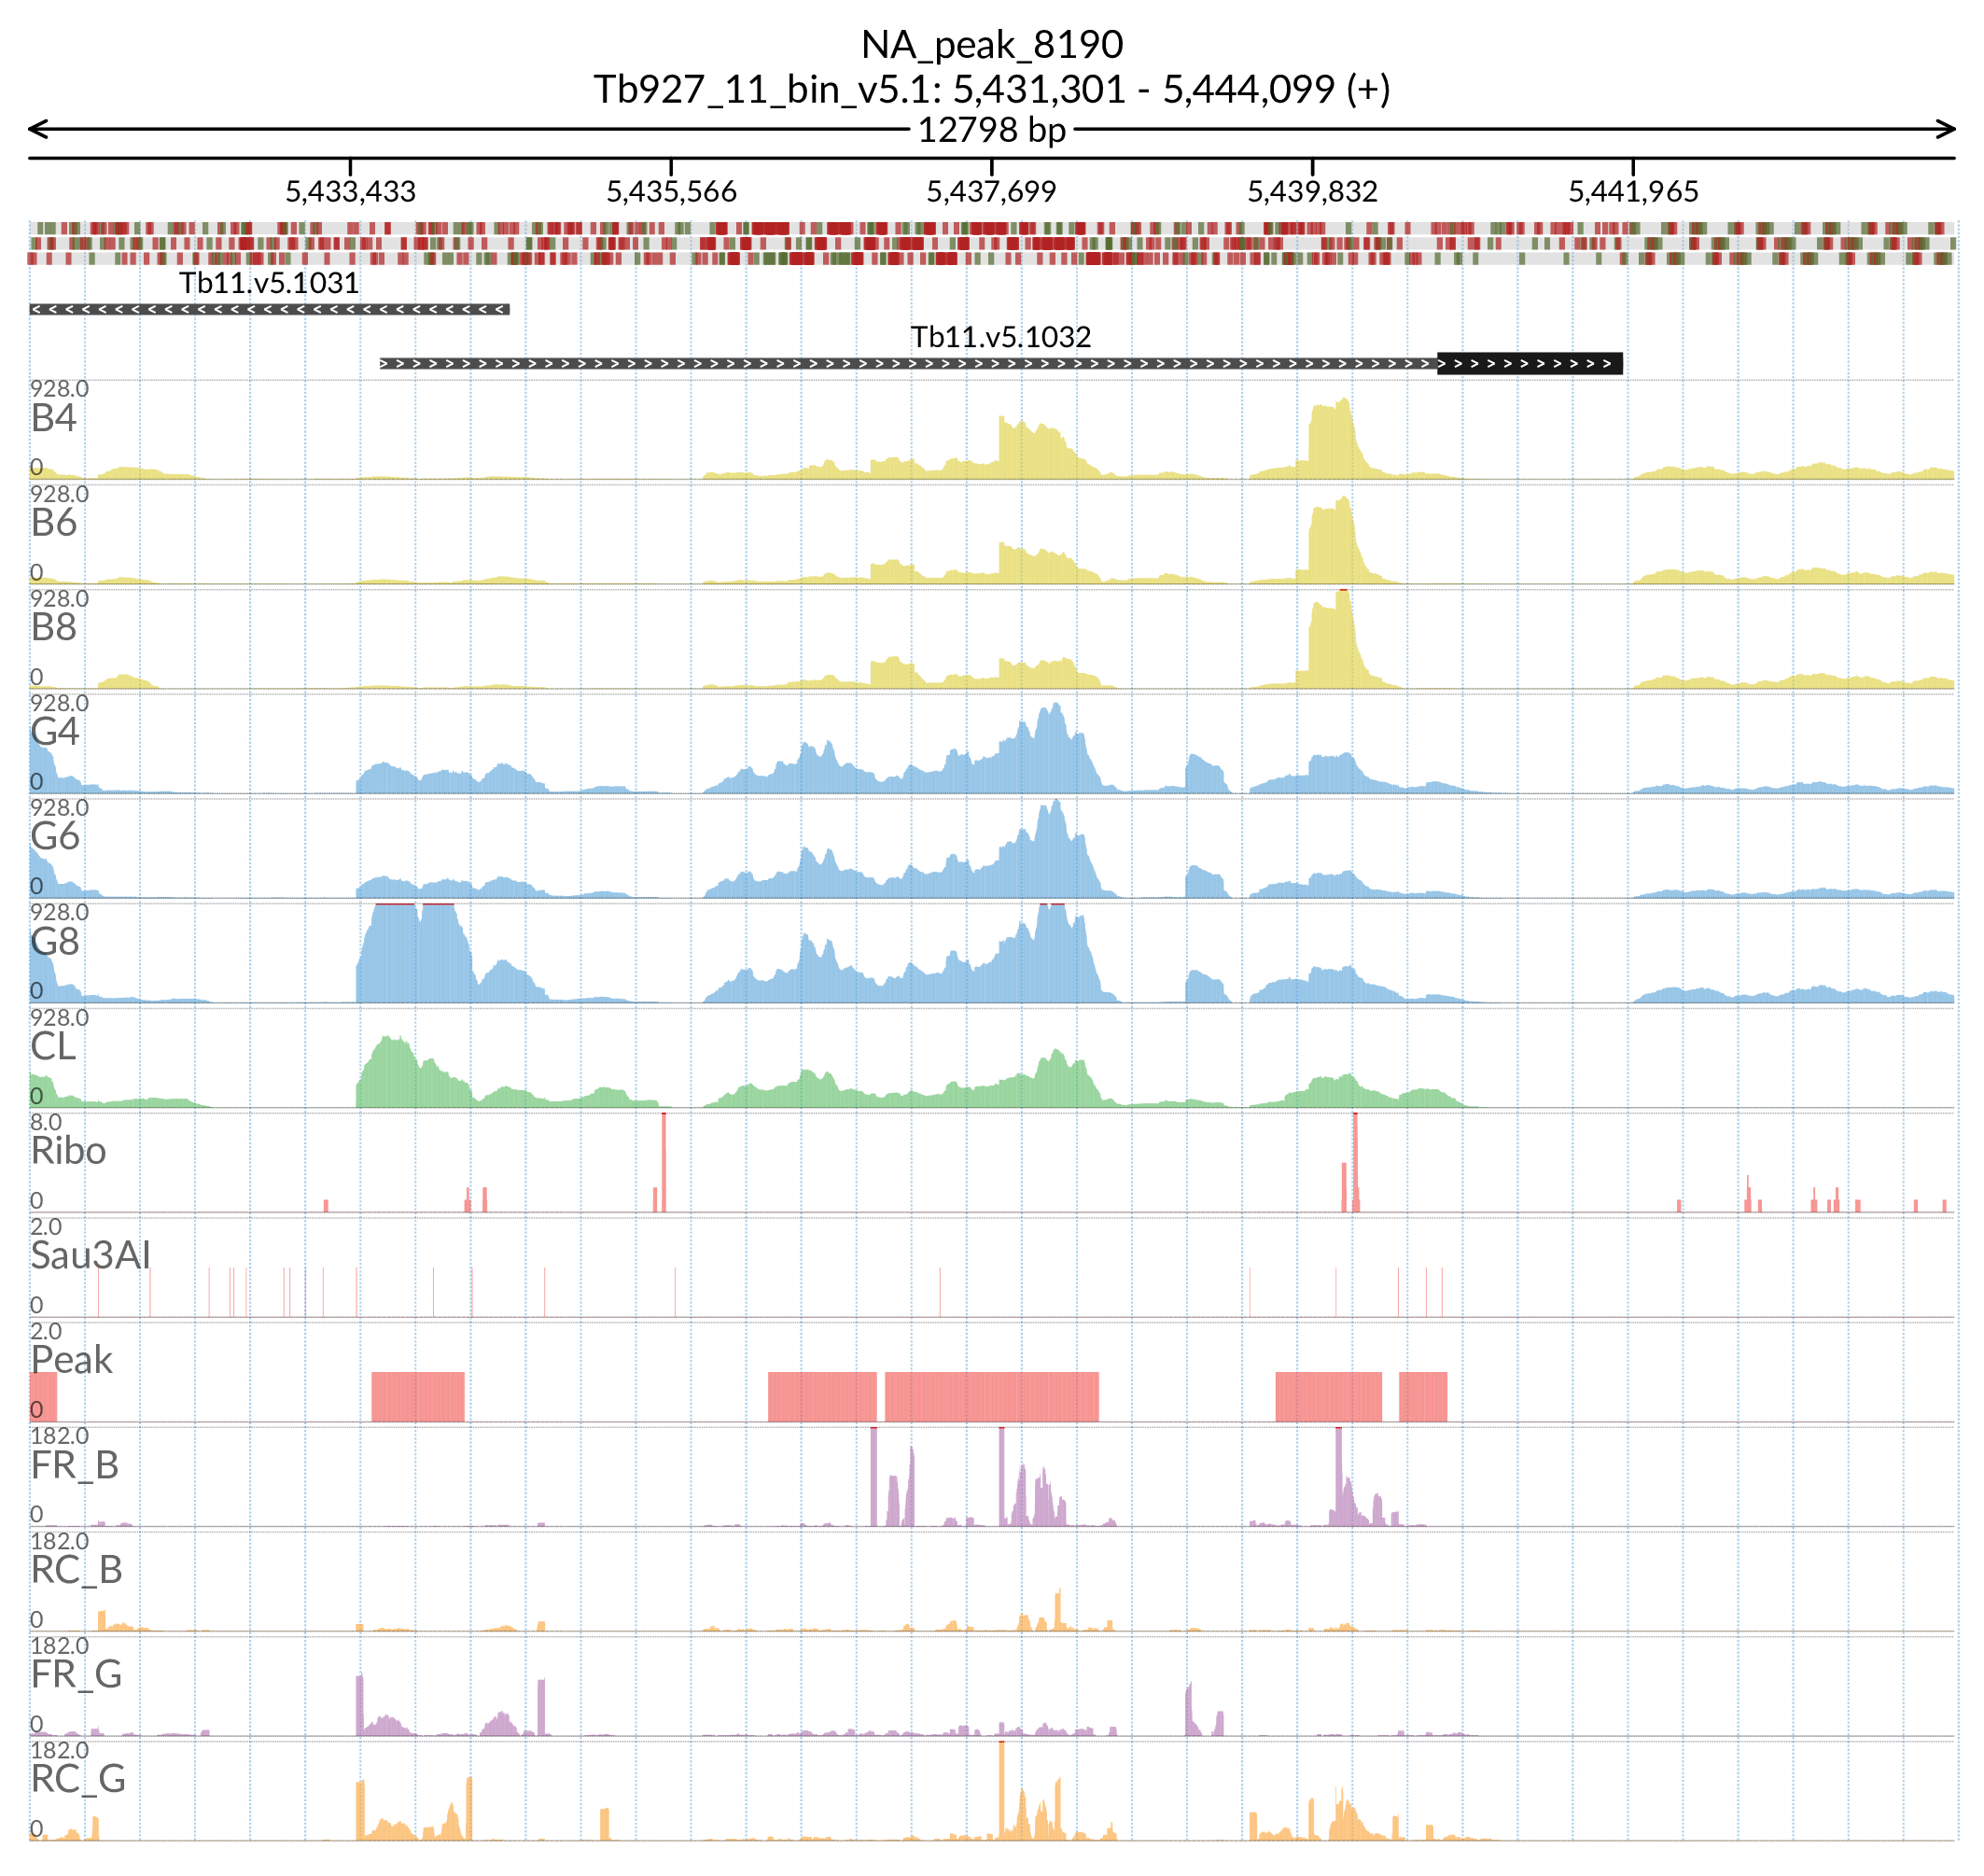 NA_peak_8190
Tb927_11_bin_v5.1: 5,431,301 - 5,444,099 (+)
12798 bp
5,433,433 5,435,566 5,437,699 5,439,832 5,441,965
Tb11.v5.1031
Tb11.v5.1032
928.0
B4
0
928.0
B6
0
928.0
B8
0
928.0
G4
0
928.0
G6
0
928.0
G8
0
928.0
CL
0
8.0
Ribo
0
2.0
Sau3AI
0
2.0
Peak
0
182.0
FR_B
0
182.0
RC_B
0
182.0
FR_G
0
182.0
RC_G
0